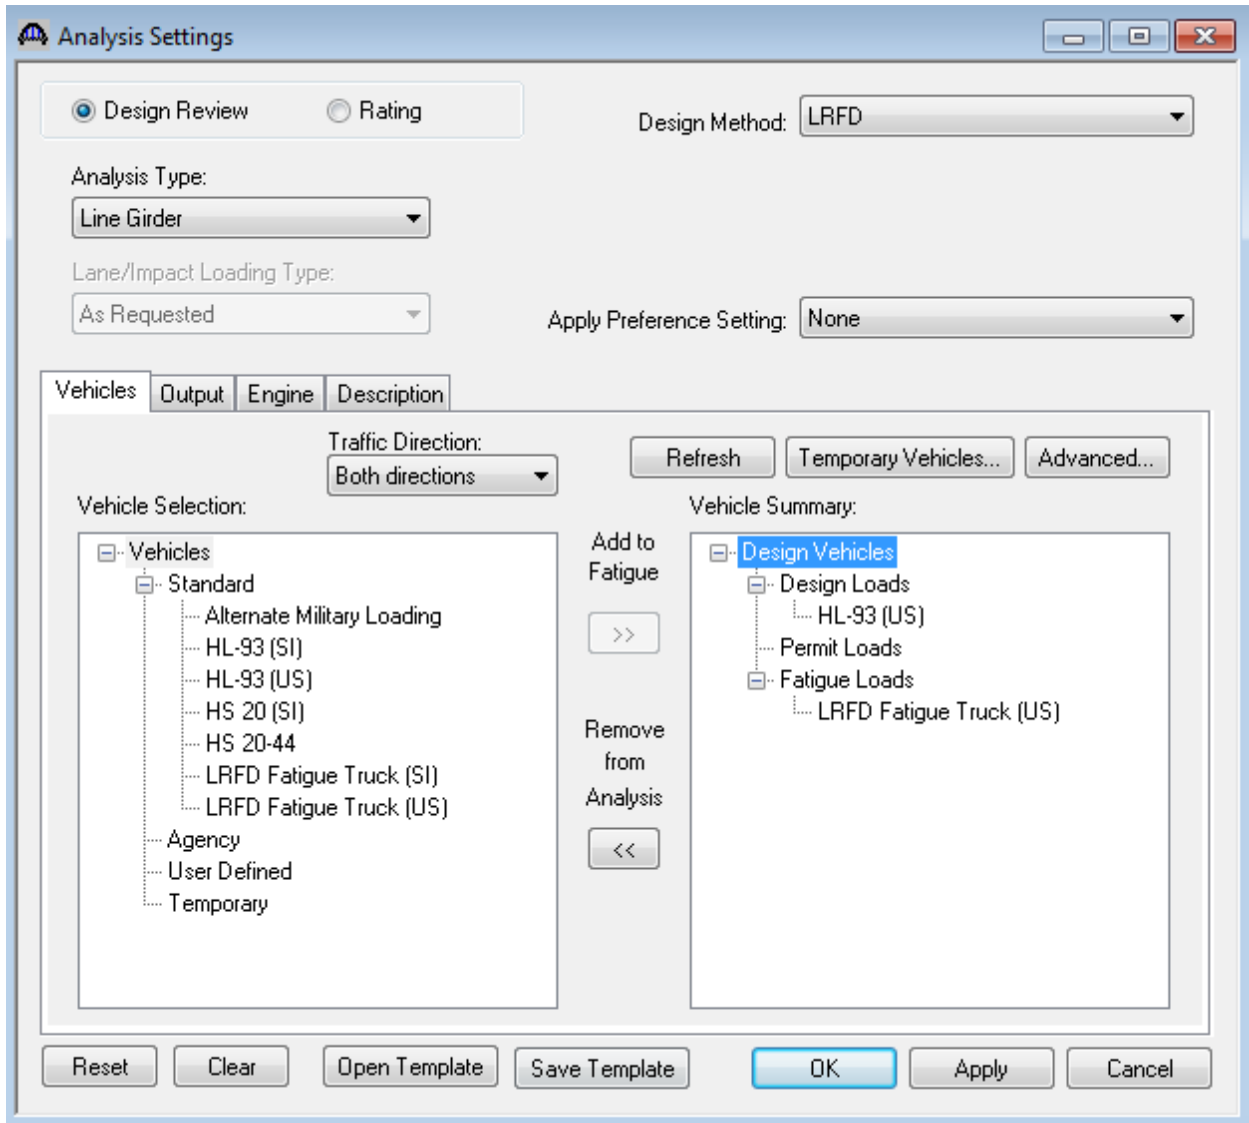 Analysis Settings
Design Review
Rating
Design Method:
LRFD
Analysis Type:
Line Girder
Lane/Impact Loading Type:
As Requested
Apply Preference Setting:
None
Vehicles
Output
Engine
Description
Traffic Direction:
Both directions
Refresh
Temporary Vehicles...
Advanced...
Vehicle Selection:
Vehicles
Standard
Alternate Military Loading
HL-93 (SI)
HL-93 (US)
HS 20 (SI)
HS 20-44
LRFD Fatigue Truck (SI)
LRFD Fatigue Truck (US)
Agency
User Defined
Temporary
Add to
Fatigue
>>
Remove
from
Analysis
<<
Vehicle Summary:
Design Vehicles
Design Loads
HL-93 (US)
Permit Loads
Fatigue Loads
LRFD Fatigue Truck (US)
Reset
Clear
Open Template
Save Template
OK
Apply
Cancel